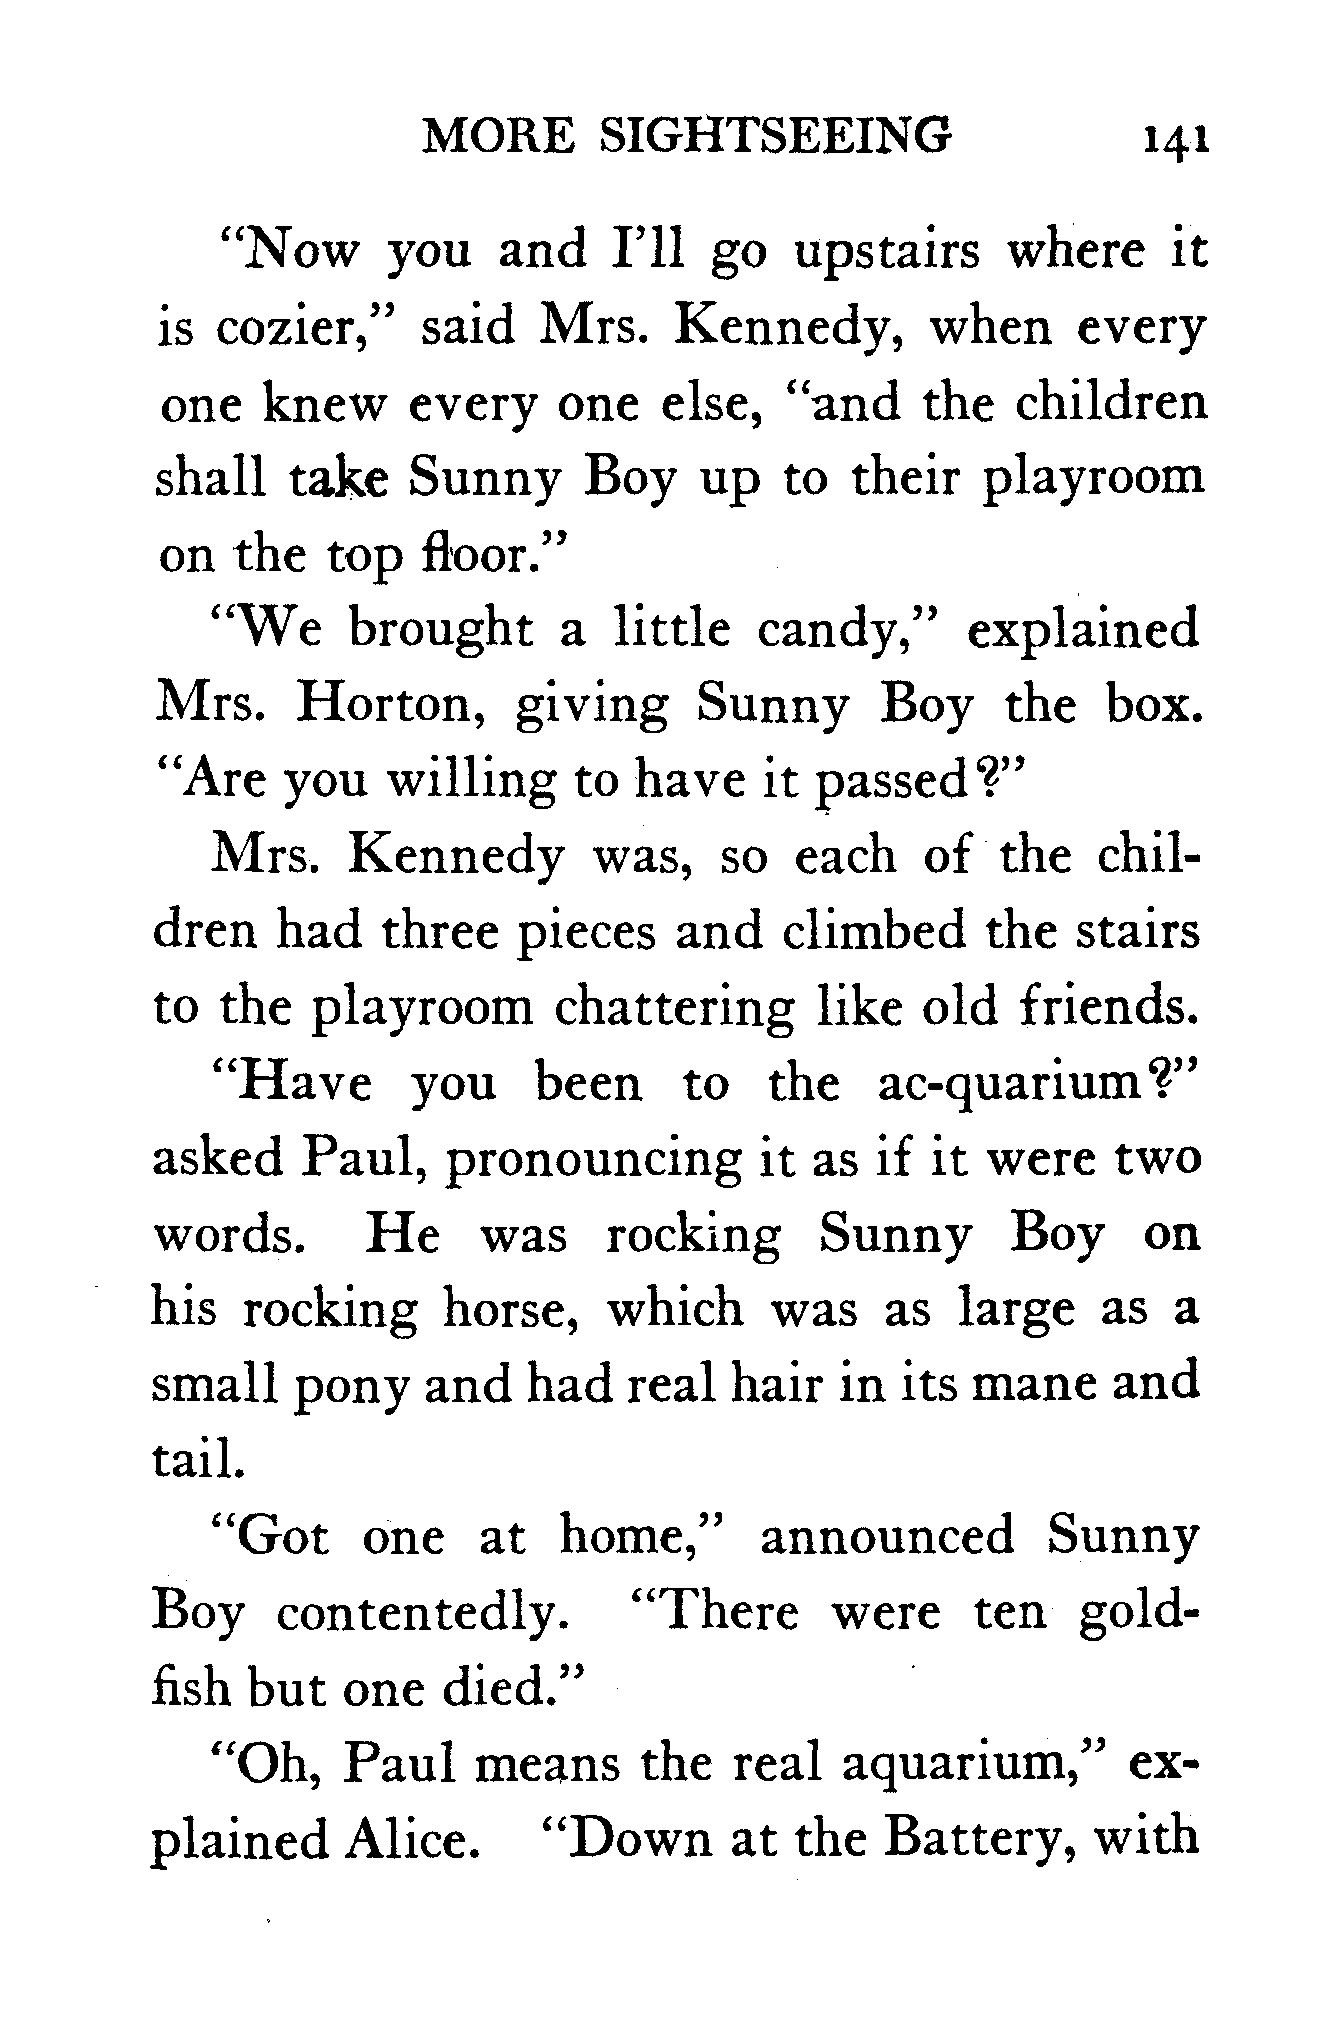 MORE SIGHTSEEING 141
“Now you and I’ll go upstairs where it
is cozier,” said Mrs. Kennedy, when every
one knew every one else, “and the children
shall take Sunny Boy up to their playroom
on the top floor.”
“We brought a little candy,” explained
Mrs. Horton, giving Sunny Boy the box.
“Are you willing to have it passed?”
Mrs. Kennedy was, so each of the chil-
dren had three pieces and climbed the stairs
to the playroom chattering like old friends.
“Have you been to the ac-quarium?”
asked Paul, pronouncing it as if it were two
words. He was rocking Sunny Boy on
his rocking horse, which was as large as a
small pony and had real hair in its mane and
tail.
“Got one at home,” announced Sunny
Boy contentedly. “There were ten gold-
fish but one died.”
“Oh, Paul means the real aquarium,” ex-
plained Alice. “Down at the Battery, with